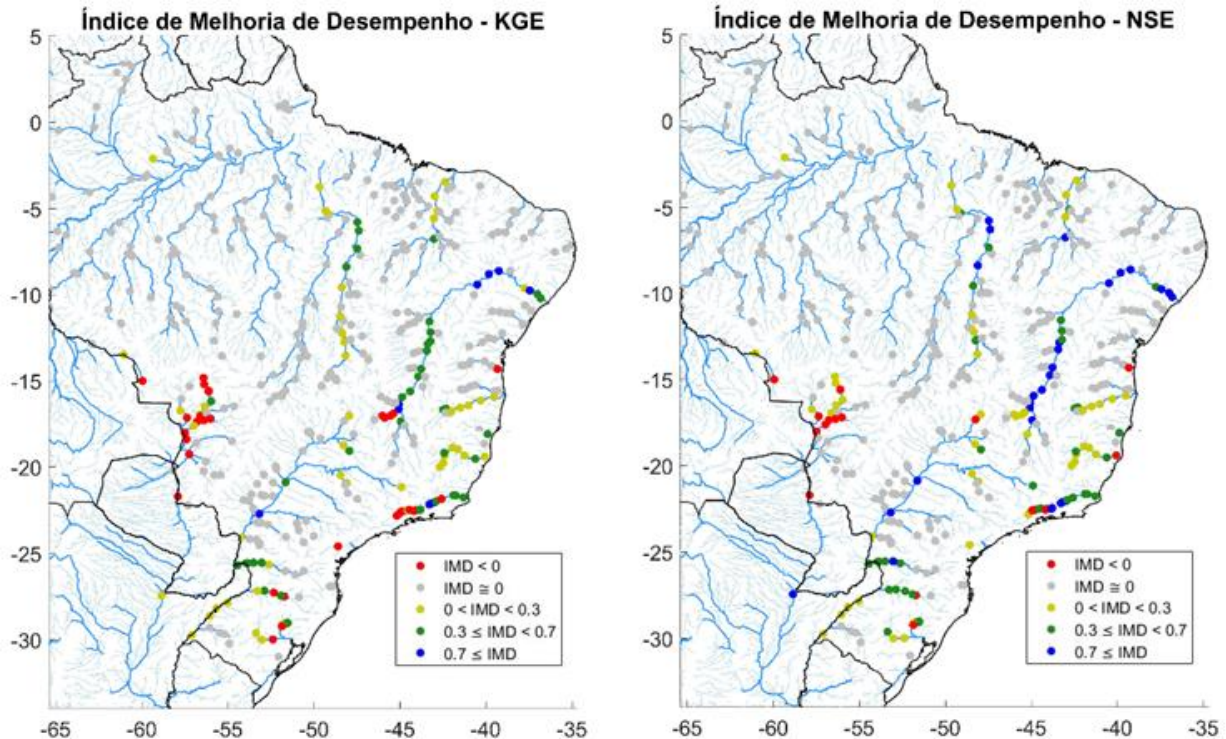 Índice de Melhoria de Desempenho - KGE
5
0
-5
-10
-15
-20
-25
-30
-65
-60
-55
-50
-45
-40
-35
IMD < 0
IMD ≅ 0
0 < IMD < 0.3
0.3 ≤ IMD < 0.7
0.7 ≤ IMD
Índice de Melhoria de Desempenho - NSE
5
0
-5
-10
-15
-20
-25
-30
-65
-60
-55
-50
-45
-40
-35
IMD < 0
IMD ≅ 0
0 < IMD < 0.3
0.3 ≤ IMD < 0.7
0.7 ≤ IMD